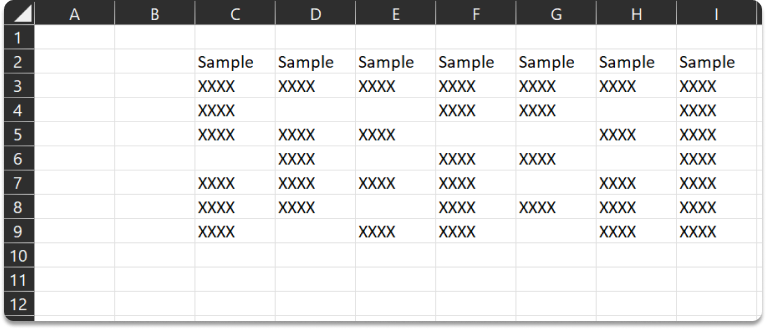 A B C D E F G H I
1
2 Sample Sample Sample Sample Sample Sample Sample
3 XXXX XXXX XXXX XXXX XXXX XXXX XXXX
4 XXXX XXXX XXXX XXXX
5 XXXX XXXX XXXX XXXX XXXX
6 XXXX XXXX XXXX XXXX
7 XXXX XXXX XXXX XXXX XXXX XXXX
8 XXXX XXXX XXXX XXXX XXXX XXXX
9 XXXX XXXX XXXX XXXX XXXX
10
11
12